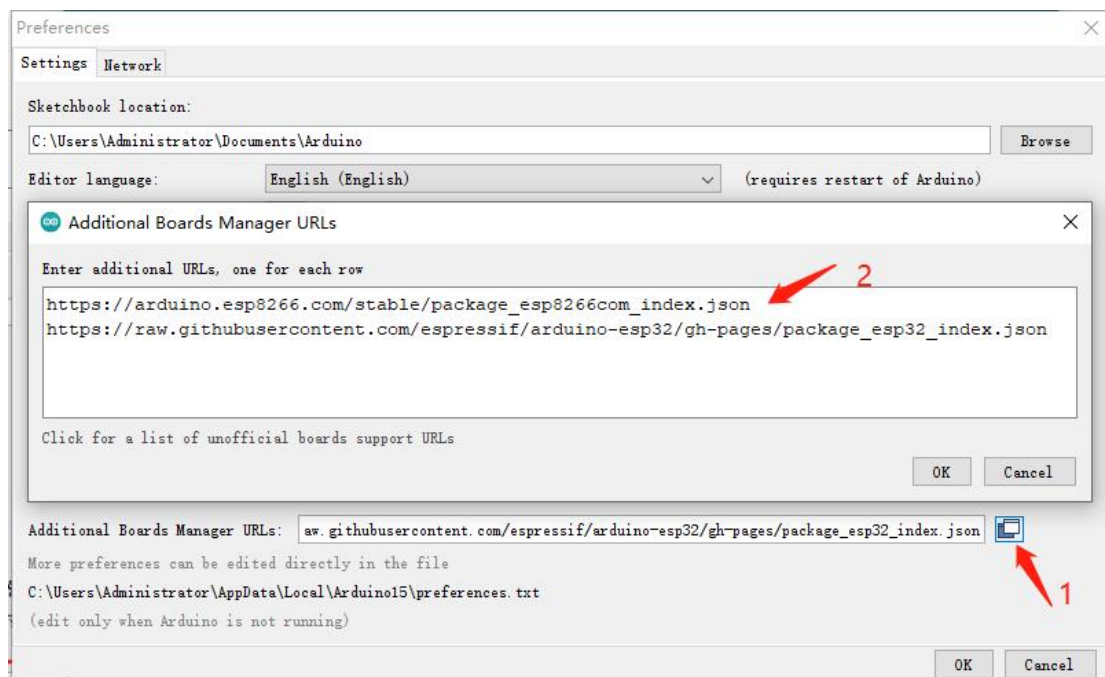 Preferences
Settings Network
Sketchbook location:
C:\Users\Administrator\Documents\Arduino Browse
Editor language: English (English) (requires restart of Arduino)
Additional Boards Manager URLs
Enter additional URLs, one for each row
2
https://arduino.esp8266.com/stable/package_esp8266com_index.json
https://raw.githubusercontent.com/espressif/arduino-esp32/gh-pages/package_esp32_index.json
Click for a list of unofficial boards support URLs
OK Cancel
Additional Boards Manager URLs: aw.githubusercontent.com/espressif/arduino-esp32/gh-pages/package_esp32_index.json
More preferences can be edited directly in the file
C:\Users\Administrator\AppData\Local\Arduino15\preferences.txt
1
(edit only when Arduino is not running)
OK Cancel